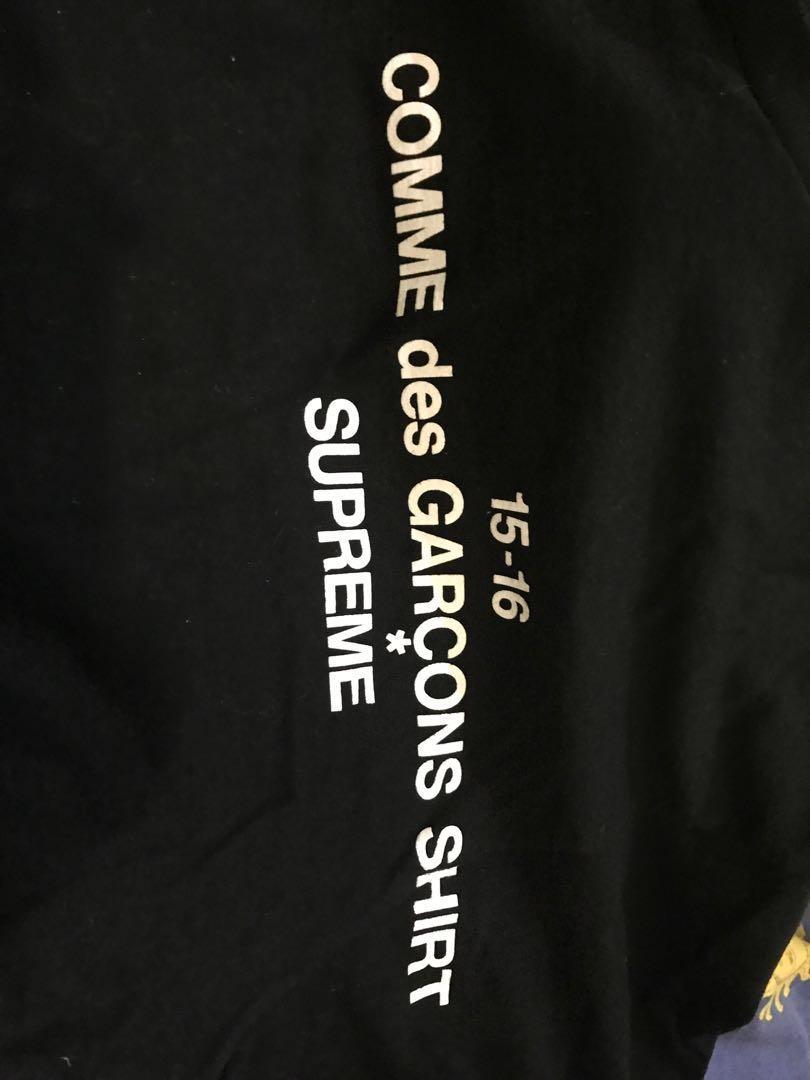 15-16
COMME des GARÇONS SHIRT
*
SUPREME